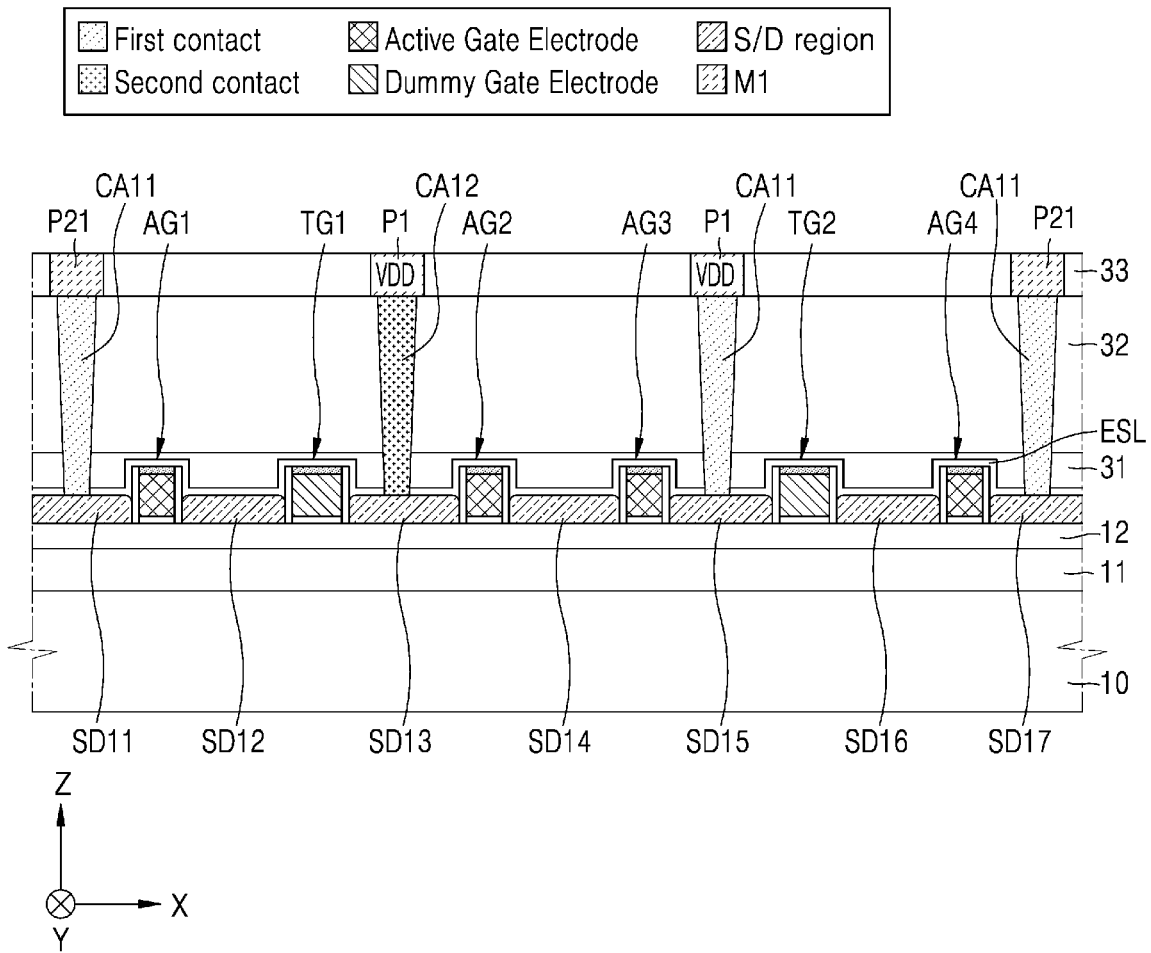 First contact Active Gate Electrode S/D region
Second contact Dummy Gate Electrode M1
CA11 CA12 CA11 CA11
P21 AG1 TG1 P1 AG2 AG3 P1 TG2 AG4 P21
VDD VDD 33
32
ESL
31
12
11
10
SD11 SD12 SD13 SD14 SD15 SD16 SD17
Z
X
Y